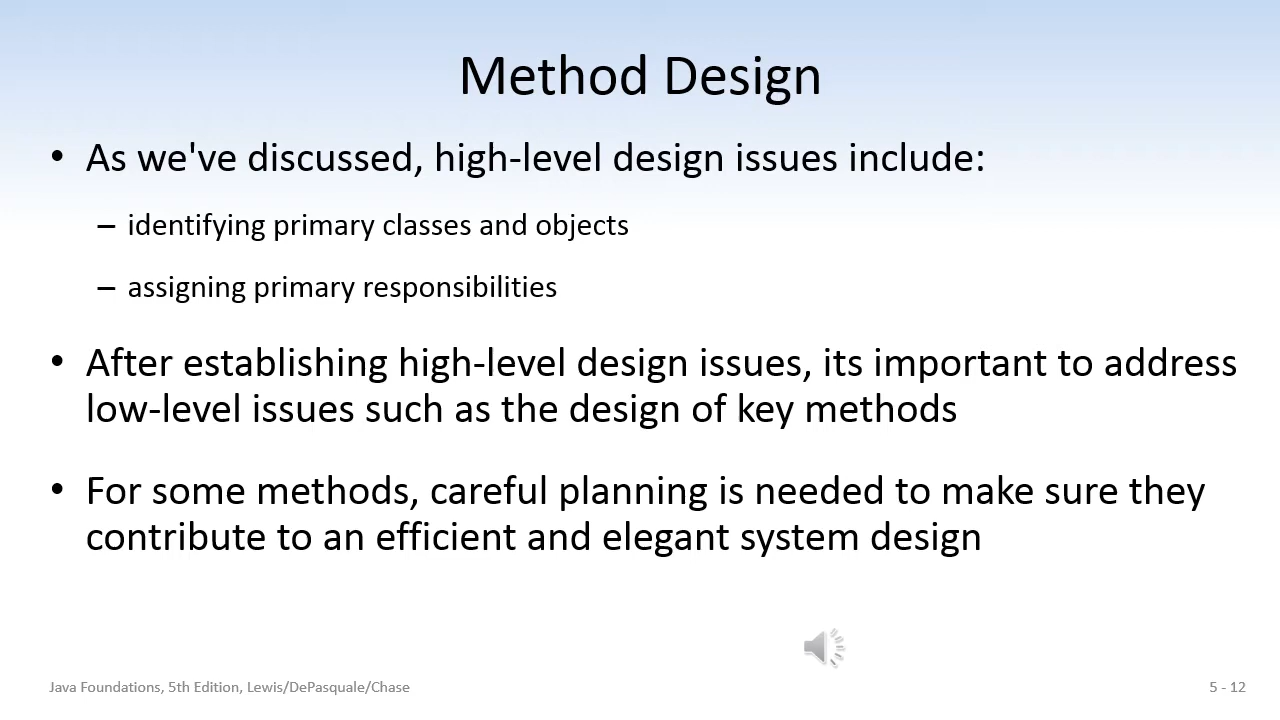 Method Design
• As we've discussed, high-level design issues include:
– identifying primary classes and objects
– assigning primary responsibilities
• After establishing high-level design issues, its important to address
low-level issues such as the design of key methods
• For some methods, careful planning is needed to make sure they
contribute to an efficient and elegant system design
Java Foundations, 5th Edition, Lewis/DePasquale/Chase
5 - 12